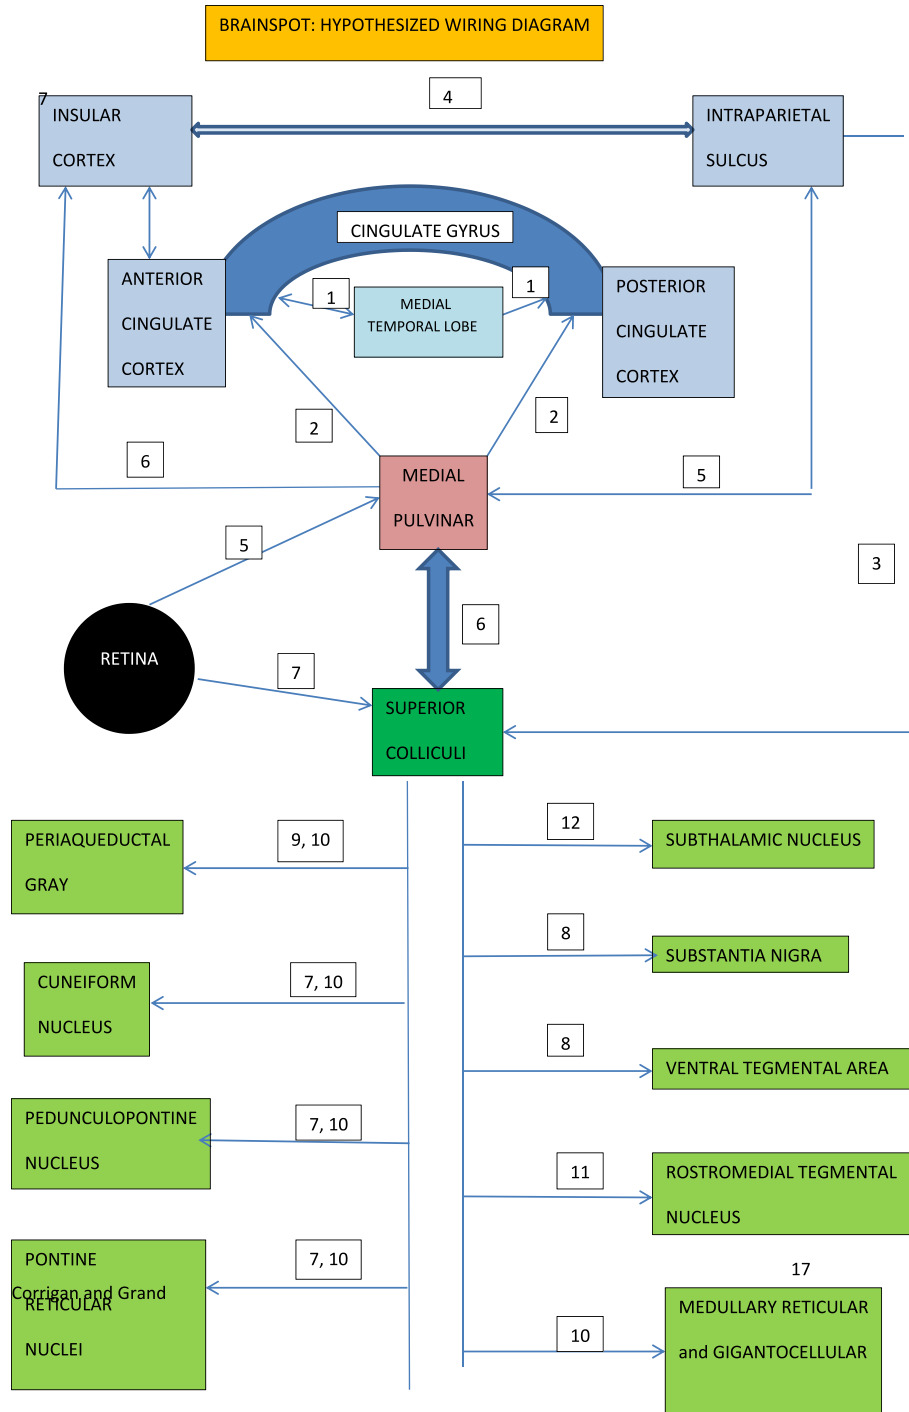 BRAINSPOT: HYPOTHESIZED WIRING DIAGRAM
7
4
INSULAR
CORTEX
INTRAPARIETAL
SULCUS
CINGULATE GYRUS
ANTERIOR
CINGULATE
CORTEX
1
MEDIAL
TEMPORAL LOBE
1
POSTERIOR
CINGULATE
CORTEX
2
2
6
MEDIAL
PULVINAR
5
5
3
6
RETINA
7
SUPERIOR
COLLICULI
PERIAQUEDUCTAL
GRAY
9, 10
12
SUBTHALAMIC NUCLEUS
8
SUBSTANTIA NIGRA
CUNEIFORM
NUCLEUS
7, 10
8
VENTRAL TEGMENTAL AREA
PEDUNCULOPONTINE
NUCLEUS
7, 10
11
ROSTROMEDIAL TEGMENTAL
NUCLEUS
PONTINE
RETICULAR
NUCLEI
7, 10
Corrigan and Grand
17
10
MEDULLARY RETICULAR
and GIGANTOCELLULAR